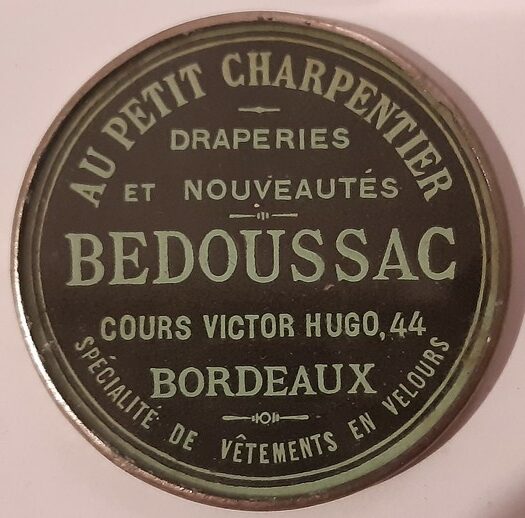 AU PETIT CHARPENTIER
DRAPERIES
ET NOUVEAUTÉS
BEDOUSSAC
COURS VICTOR HUGO, 44
BORDEAUX
SPÉCIALITÉ DE VÊTEMENTS EN VELOURS